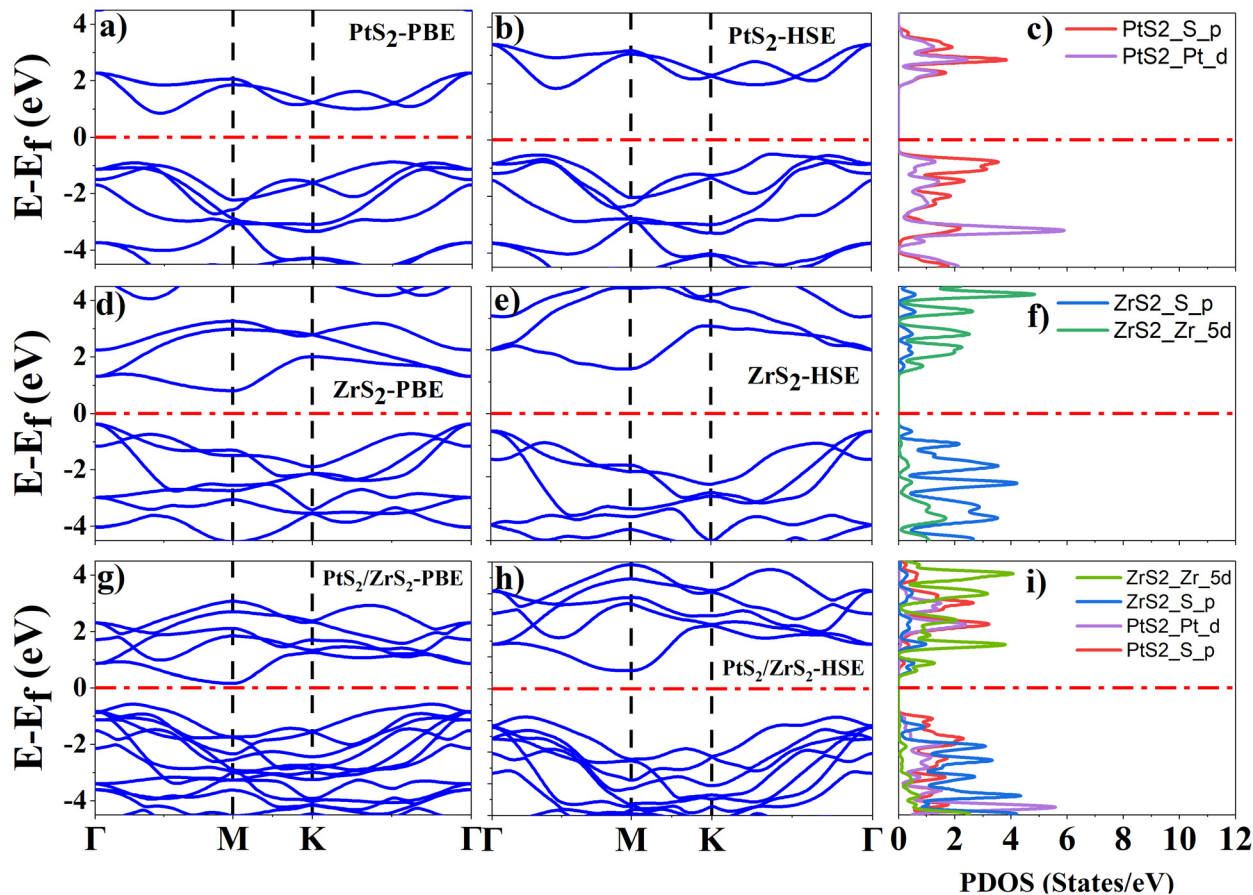 a)
PtS2-PBE
b)
PtS2-HSE
c)
PtS2_S_p
PtS2_Pt_d
E-Ef (eV)
4
2
0
-2
-4
d)
ZrS2-PBE
e)
ZrS2-HSE
f)
ZrS2_S_p
ZrS2_Zr_5d
E-Ef (eV)
4
2
0
-2
-4
g)
PtS2/ZrS2-PBE
h)
PtS2/ZrS2-HSE
i)
ZrS2_Zr_5d
ZrS2_S_p
PtS2_Pt_d
PtS2_S_p
E-Ef (eV)
4
2
0
-2
-4
Γ M K Γ
Γ M K Γ
0 2 4 6 8 10 12
PDOS (States/eV)